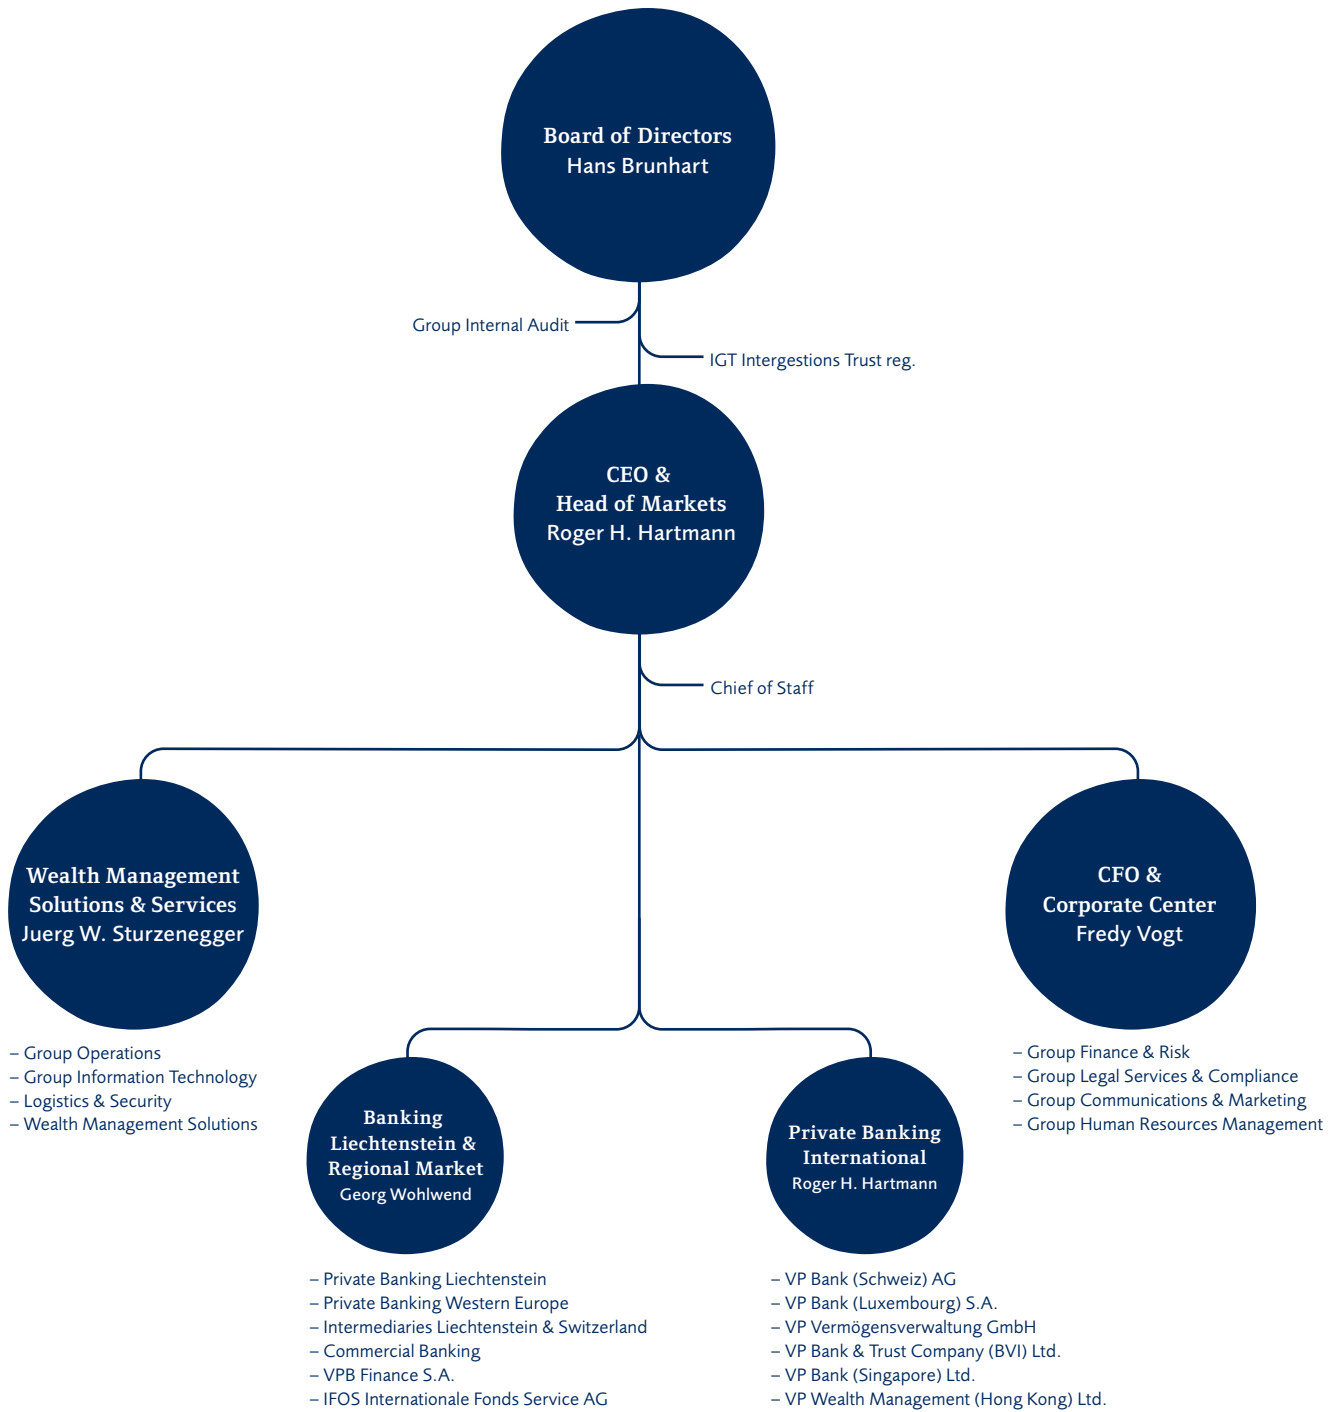 Board of Directors
Hans Brunhart
Group Internal Audit
IGT Intergestions Trust reg.
CEO &
Head of Markets
Roger H. Hartmann
Chief of Staff
Wealth Management
Solutions & Services
Juerg W. Sturzenegger
– Group Operations
– Group Information Technology
– Logistics & Security
– Wealth Management Solutions
CFO &
Corporate Center
Fredy Vogt
– Group Finance & Risk
– Group Legal Services & Compliance
– Group Communications & Marketing
– Group Human Resources Management
Banking
Liechtenstein &
Regional Market
Georg Wohlwend
– Private Banking Liechtenstein
– Private Banking Western Europe
– Intermediaries Liechtenstein & Switzerland
– Commercial Banking
– VPB Finance S.A.
– IFOS Internationale Fonds Service AG
Private Banking
International
Roger H. Hartmann
– VP Bank (Schweiz) AG
– VP Bank (Luxembourg) S.A.
– VP Vermögensverwaltung GmbH
– VP Bank & Trust Company (BVI) Ltd.
– VP Bank (Singapore) Ltd.
– VP Wealth Management (Hong Kong) Ltd.